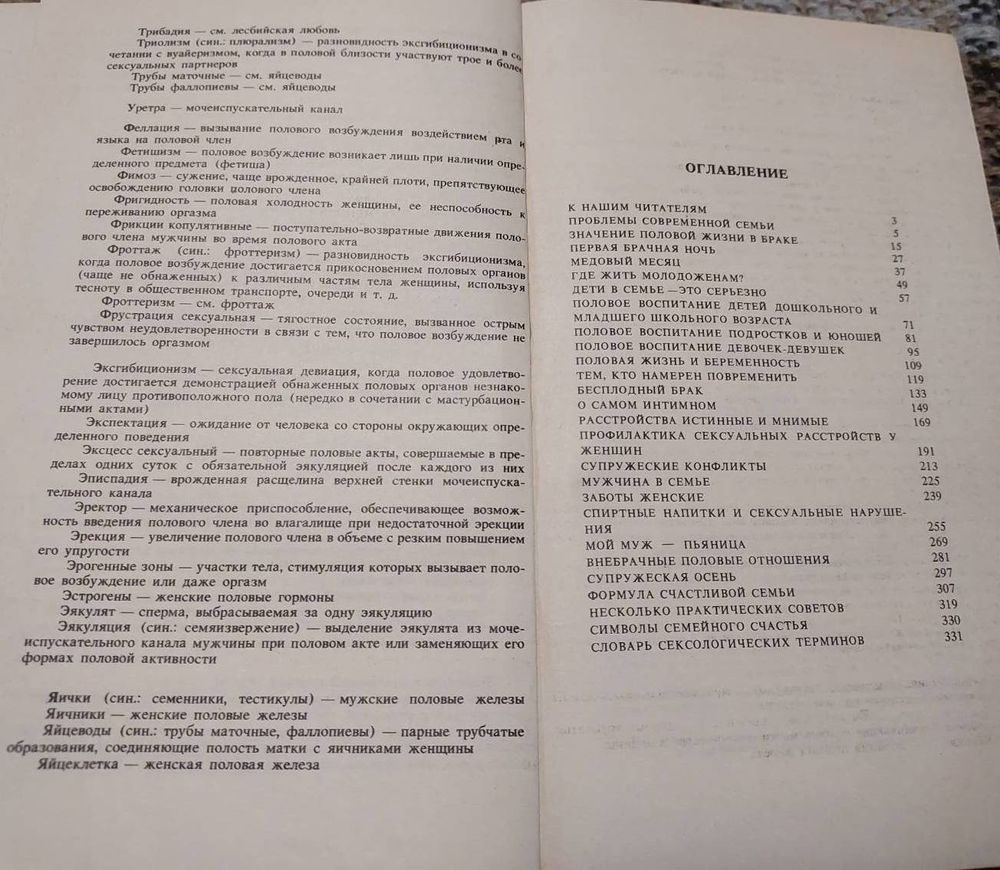 Трибадия — см. лесбийская любовь
Триолизм (син.: плюрализм) — разновидность эксгибиционизма в со-
четании с вуайеризмом, когда в половой близости участвуют трое и более
сексуальных партнеров
Трубы маточные — см. яйцеводы
Трубы фаллопиевы — см. яйцеводы
Уретра — мочеиспускательный канал
Феллация — вызывание полового возбуждения воздействием рта и
языка на половой член
Фетишизм — половое возбуждение возникает лишь при наличии опре-
деленного предмета (фетиша)
Фимоз — сужение, чаще врожденное, крайней плоти, препятствующее
освобождению головки полового члена
Фригидность — половая холодность женщины, ее неспособность к
переживанию оргазма
Фрикции копулятивные — поступательно-возвратные движения поло-
вого члена мужчины во время полового акта
Фроттаж (син.: фроттеризм) — разновидность эксгибиционизма,
когда половое возбуждение достигается прикосновением половых органов
(чаще не обнаженных) к различным частям тела женщины, используя
тесноту в общественном транспорте, очереди и т. д.
Фроттеризм — см. фроттаж
Фрустрация сексуальная — тягостное состояние, вызванное острым
чувством неудовлетворенности в связи с тем, что половое возбуждение не
завершилось оргазмом
Эксгибиционизм — сексуальная девиация, когда половое удовлетво-
рение достигается демонстрацией обнаженных половых органов незнако-
мому лицу противоположного пола (нередко в сочетании с мастурбацион-
ными актами)
Экспектация — ожидание от человека со стороны окружающих опре-
деленного поведения
Эксцесс сексуальный — повторные половые акты, совершаемые в пре-
делах одних суток с обязательной эякуляцией после каждого из них
Эписпадия — врожденная расщелина верхней стенки мочеиспуска-
тельного канала
Эректор — механическое приспособление, обеспечивающее возмож-
ность введения полового члена во влагалище при недостаточной эрекции
Эрекция — увеличение полового члена в объеме с резким повышением
его упругости
Эрогенные зоны — участки тела, стимуляция которых вызывает поло-
вое возбуждение или даже оргазм
Эстрогены — женские половые гормоны
Эякулят — сперма, выбрасываемая за одну эякуляцию
Эякуляция (син.: семяизвержение) — выделение эякулята из моче-
испускательного канала мужчины при половом акте или заменяющих его
формах половой активности
Яички (син.: семенники, тестикулы) — мужские половые железы
Яичники — женские половые железы
Яйцеводы (син.: трубы маточные, фаллопиевы) — парные трубчатые
образования, соединяющие полость матки с яичниками женщины
Яйцеклетка — женская половая железа
ОГЛАВЛЕНИЕ
К НАШИМ ЧИТАТЕЛЯМ 3
ПРОБЛЕМЫ СОВРЕМЕННОЙ СЕМЬИ 5
ЗНАЧЕНИЕ ПОЛОВОЙ ЖИЗНИ В БРАКЕ 15
ПЕРВАЯ БРАЧНАЯ НОЧЬ 27
МЕДОВЫЙ МЕСЯЦ 37
ГДЕ ЖИТЬ МОЛОДОЖЕНАМ? 49
ДЕТИ В СЕМЬЕ — ЭТО СЕРЬЕЗНО 57
ПОЛОВОЕ ВОСПИТАНИЕ ДЕТЕЙ ДОШКОЛЬНОГО И
МЛАДШЕГО ШКОЛЬНОГО ВОЗРАСТА 71
ПОЛОВОЕ ВОСПИТАНИЕ ПОДРОСТКОВ И ЮНОШЕЙ 81
ПОЛОВОЕ ВОСПИТАНИЕ ДЕВОЧЕК-ДЕВУШЕК 95
ПОЛОВАЯ ЖИЗНЬ И БЕРЕМЕННОСТЬ 109
ТЕМ, КТО НАМЕРЕН ПОВРЕМЕНИТЬ 119
БЕСПЛОДНЫЙ БРАК 133
О САМОМ ИНТИМНОМ 149
РАССТРОЙСТВА ИСТИННЫЕ И МНИМЫЕ 169
ПРОФИЛАКТИКА СЕКСУАЛЬНЫХ РАССТРОЙСТВ У
ЖЕНЩИН 191
СУПРУЖЕСКИЕ КОНФЛИКТЫ 213
МУЖЧИНА В СЕМЬЕ 225
ЗАБОТЫ ЖЕНСКИЕ 239
СПИРТНЫЕ НАПИТКИ И СЕКСУАЛЬНЫЕ НАРУШЕ-
НИЯ 255
МОЙ МУЖ — ПЬЯНИЦА 269
ВНЕБРАЧНЫЕ ПОЛОВЫЕ ОТНОШЕНИЯ 281
СУПРУЖЕСКАЯ ОСЕНЬ 297
ФОРМУЛА СЧАСТЛИВОЙ СЕМЬИ 307
НЕСКОЛЬКО ПРАКТИЧЕСКИХ СОВЕТОВ 319
СИМВОЛЫ СЕМЕЙНОГО СЧАСТЬЯ 330
СЛОВАРЬ СЕКСОЛОГИЧЕСКИХ ТЕРМИНОВ 331